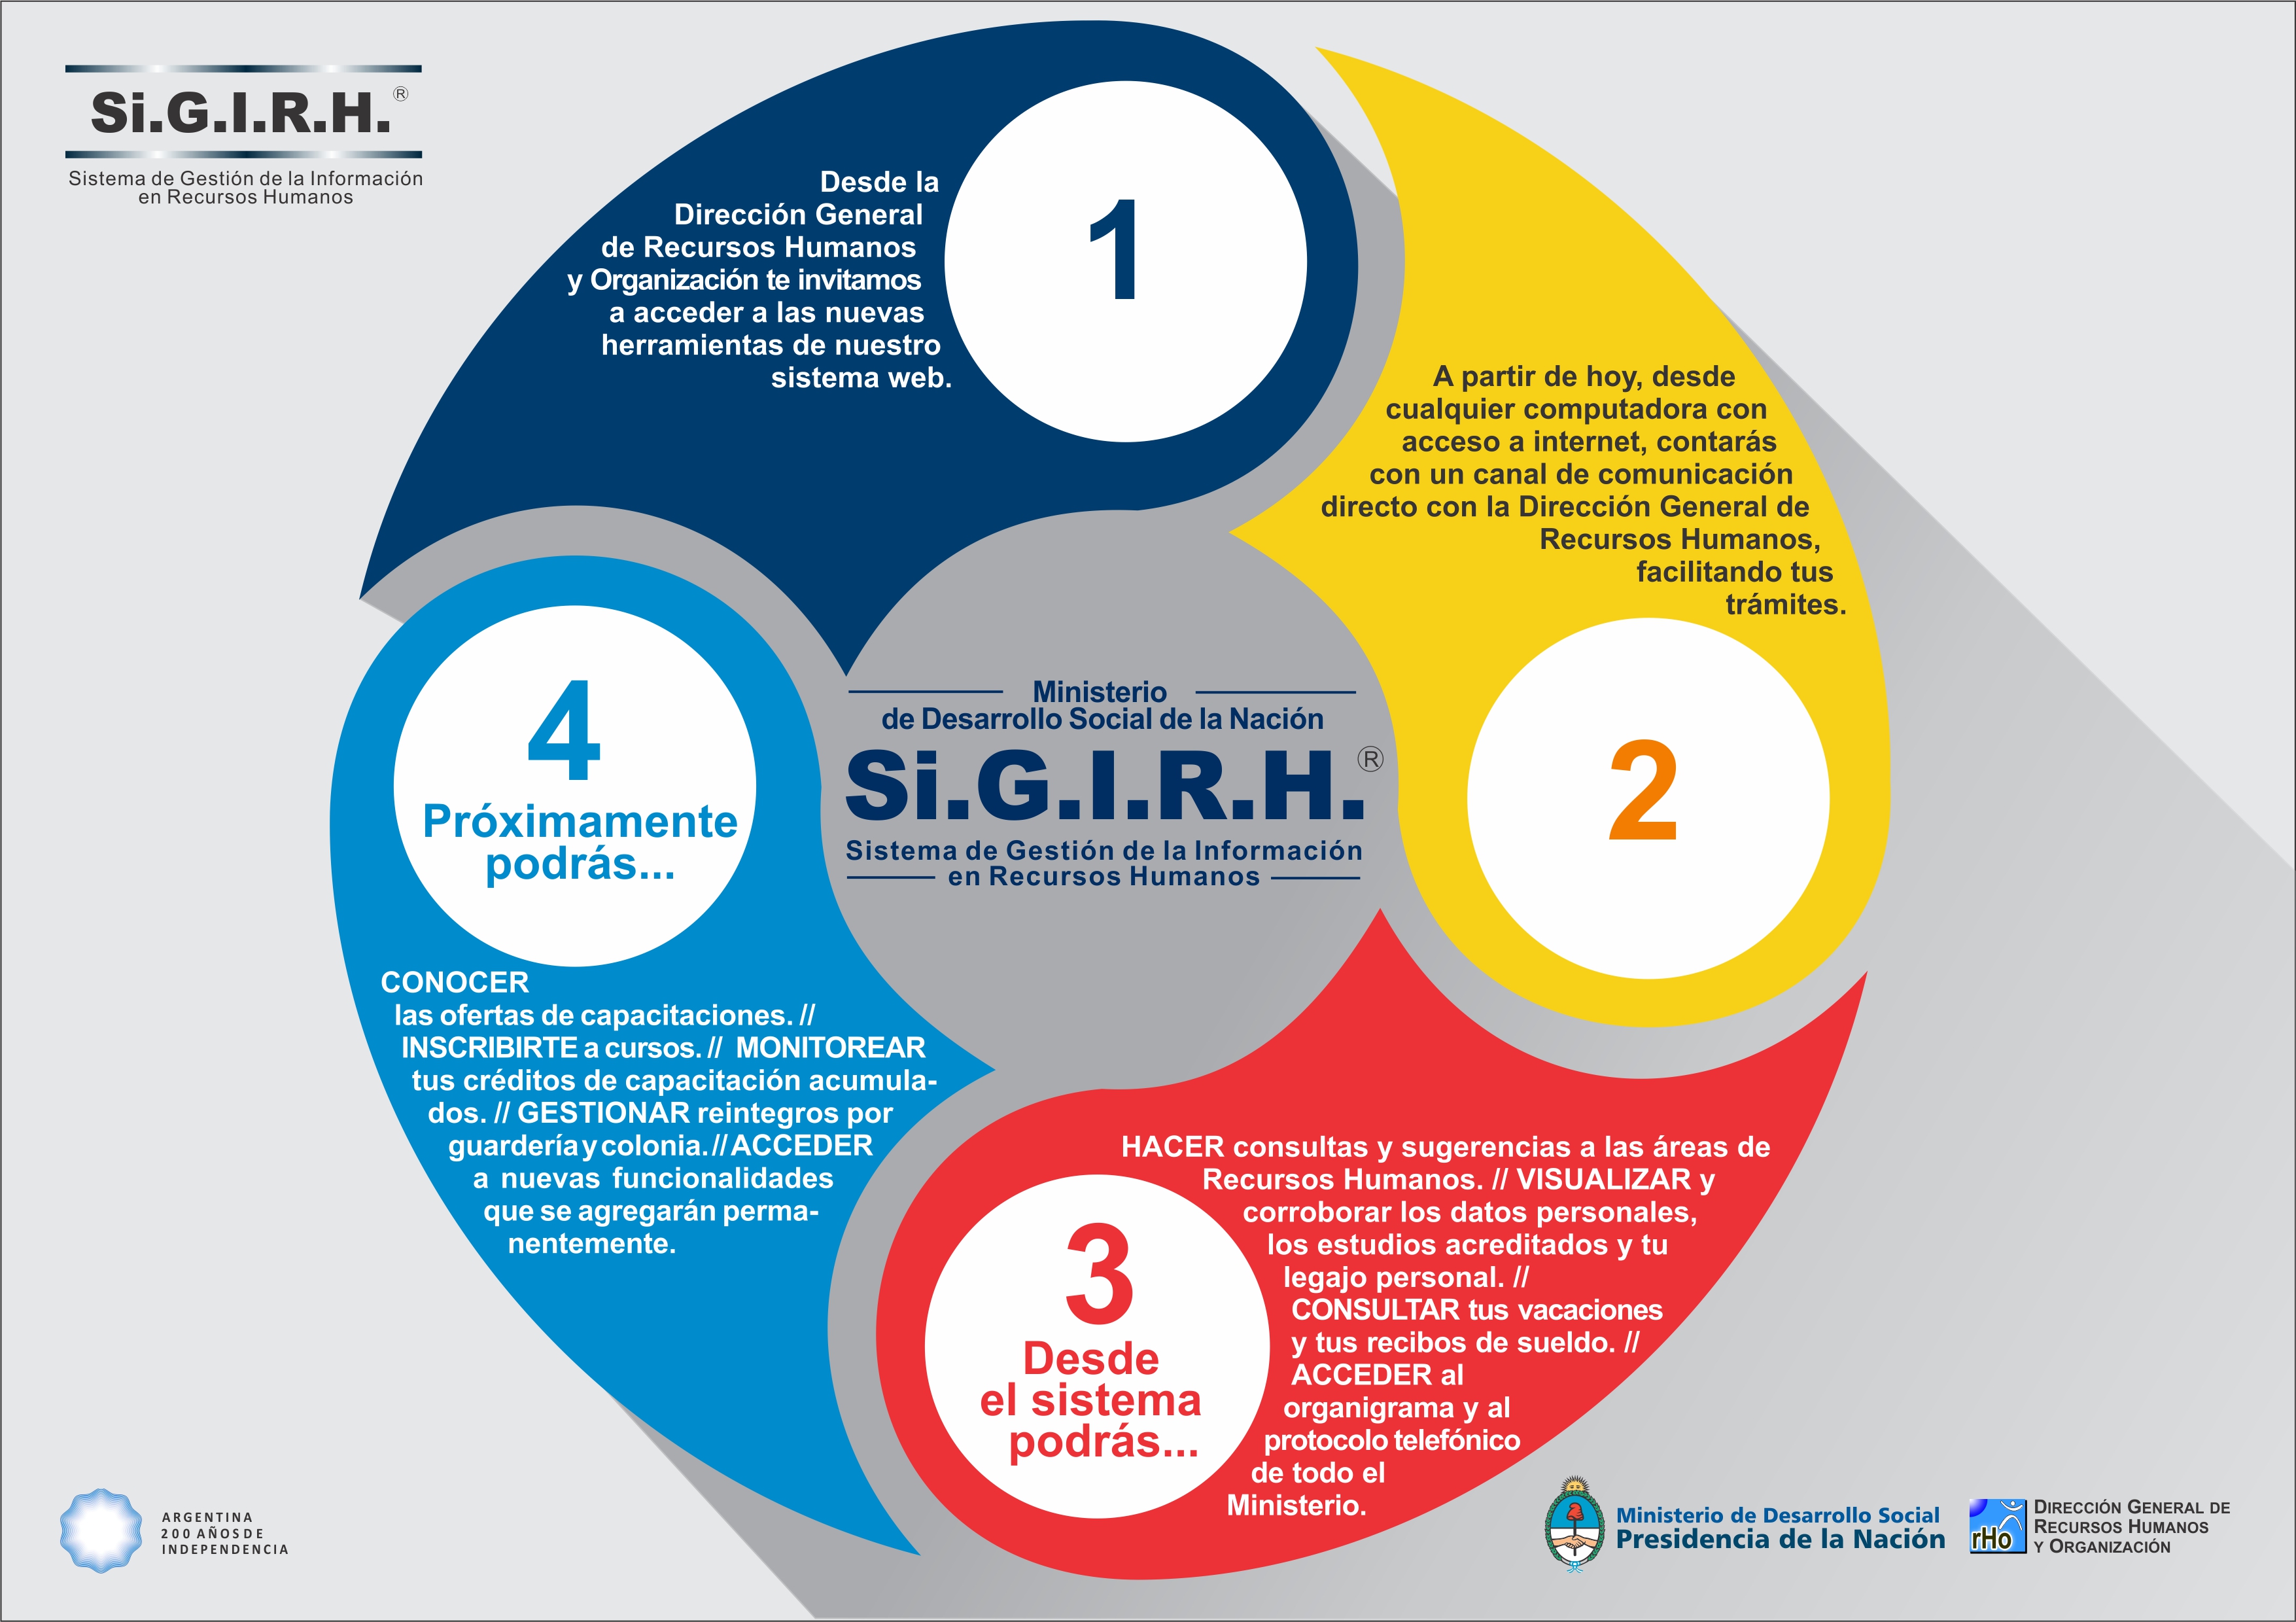 Si.G.I.R.H.®
Sistema de Gestión de la Información
en Recursos Humanos
Desde la
Dirección General
de Recursos Humanos
y Organización te invitamos
a acceder a las nuevas
herramientas de nuestro
sistema web.
1
A partir de hoy, desde
cualquier computadora con
acceso a internet, contarás
con un canal de comunicación
directo con la Dirección General de
Recursos Humanos,
facilitando tus
trámites.
2
Ministerio
de Desarrollo Social de la Nación
Si.G.I.R.H.®
Sistema de Gestión de la Información
en Recursos Humanos
3
Desde
el sistema
podrás...
HACER consultas y sugerencias a las áreas de
Recursos Humanos. // VISUALIZAR y
corroborar los datos personales,
los estudios acreditados y tu
legajo personal. //
CONSULTAR tus vacaciones
y tus recibos de sueldo. //
ACCEDER al
organigrama y al
protocolo telefónico
de todo el
Ministerio.
4
Próximamente
podrás...
CONOCER
las ofertas de capacitaciones. //
INSCRIBIRTE a cursos. // MONITOREAR
tus créditos de capacitación acumula-
dos. // GESTIONAR reintegros por
guardería y colonia. // ACCEDER
a nuevas funcionalidades
que se agregarán perma-
nentemente.
ARGENTINA
200 AÑOS DE
INDEPENDENCIA
Ministerio de Desarrollo Social
Presidencia de la Nación
rHo
DIRECCIÓN GENERAL DE
RECURSOS HUMANOS
Y ORGANIZACIÓN